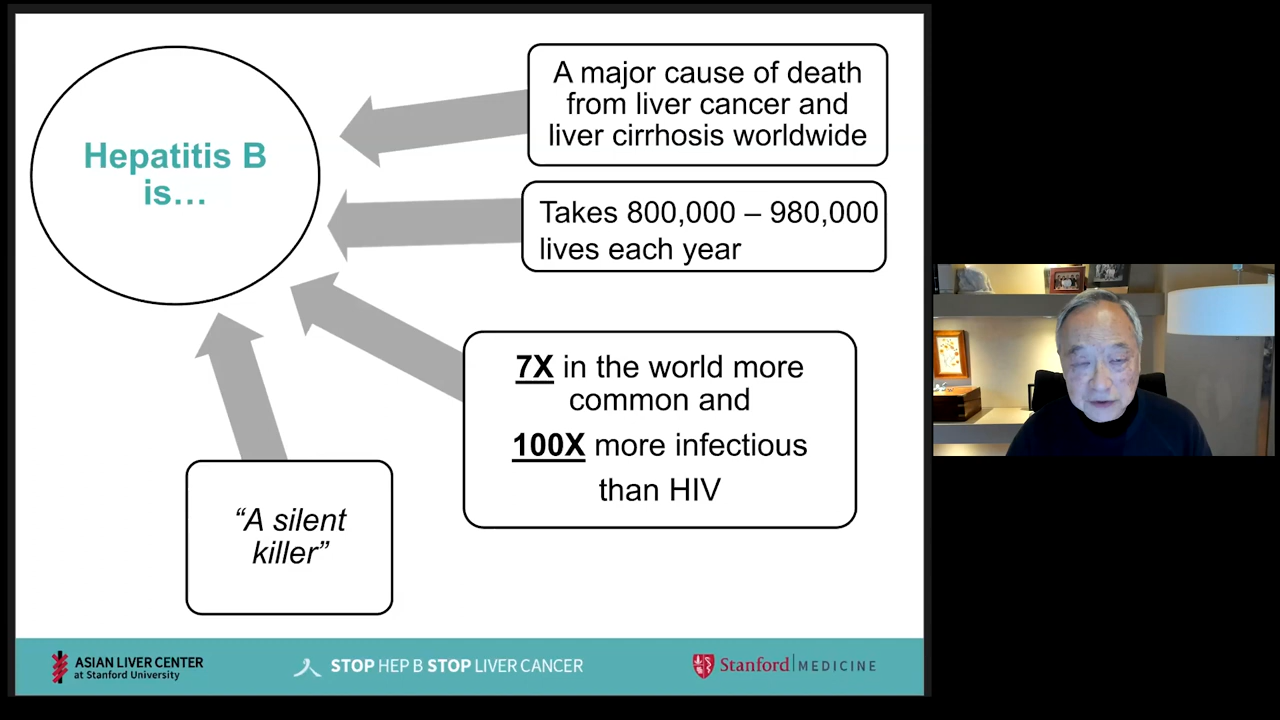 Hepatitis B
is…
A major cause of death
from liver cancer and
liver cirrhosis worldwide
Takes 800,000 – 980,000
lives each year
7X in the world more
common and
100X more infectious
than HIV
“A silent
killer”
ASIAN LIVER CENTER
at Stanford University
STOP HEP B STOP LIVER CANCER
Stanford MEDICINE